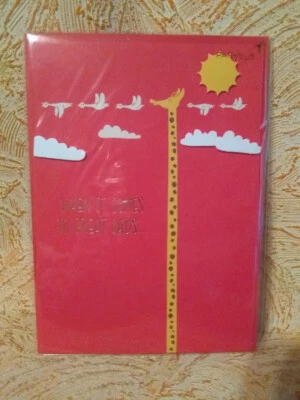 WHEN IT COMES
TO GREAT DADS...